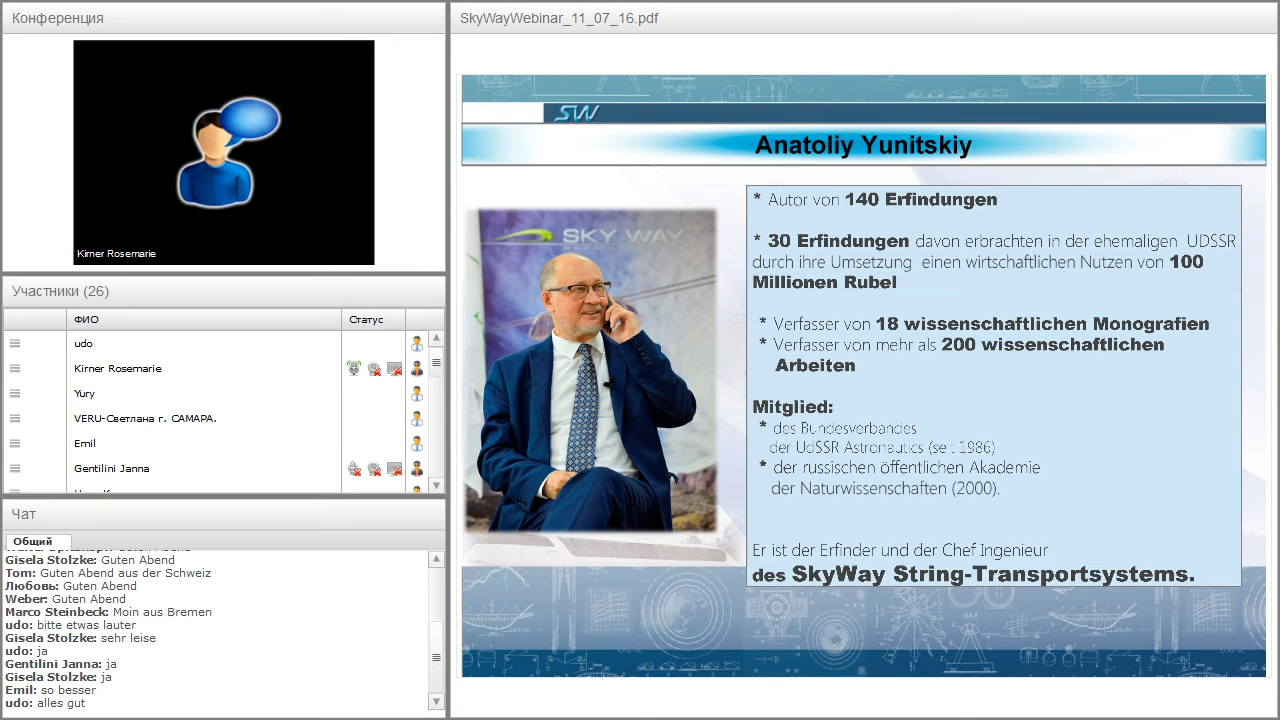 Конференция
Kirner Rosemarie
Участники (26)
ФИО
Статус
udo
Kirner Rosemarie
Yury
VERU-Светлана г. САМАРА.
Emil
Gentilini Janna
Чат
Общий
Gisela Stolzke: Guten Abend
Tom: Guten Abend aus der Schweiz
Любовь: Guten Abend
Weber: Guten Abend
Marco Steinbeck: Moin aus Bremen
udo: bitte etwas lauter
Gisela Stolzke: sehr leise
udo: ja
Gentilini Janna: ja
Gisela Stolzke: ja
Emil: so besser
udo: alles gut
SkyWayWebinar_11_07_16.pdf
SW
Anatoliy Yunitskiy
SKY WAY
* Autor von 140 Erfindungen
* 30 Erfindungen davon erbrachten in der ehemaligen UDSSR
durch ihre Umsetzung einen wirtschaftlichen Nutzen von 100
Millionen Rubel
* Verfasser von 18 wissenschaftlichen Monografien
* Verfasser von mehr als 200 wissenschaftlichen
Arbeiten
Mitglied:
* des Bundesverbandes
der UdSSR Astronautics (seit 1986)
* der russischen öffentlichen Akademie
der Naturwissenschaften (2000).
Er ist der Erfinder und der Chef Ingenieur
des SkyWay String-Transportsystems.